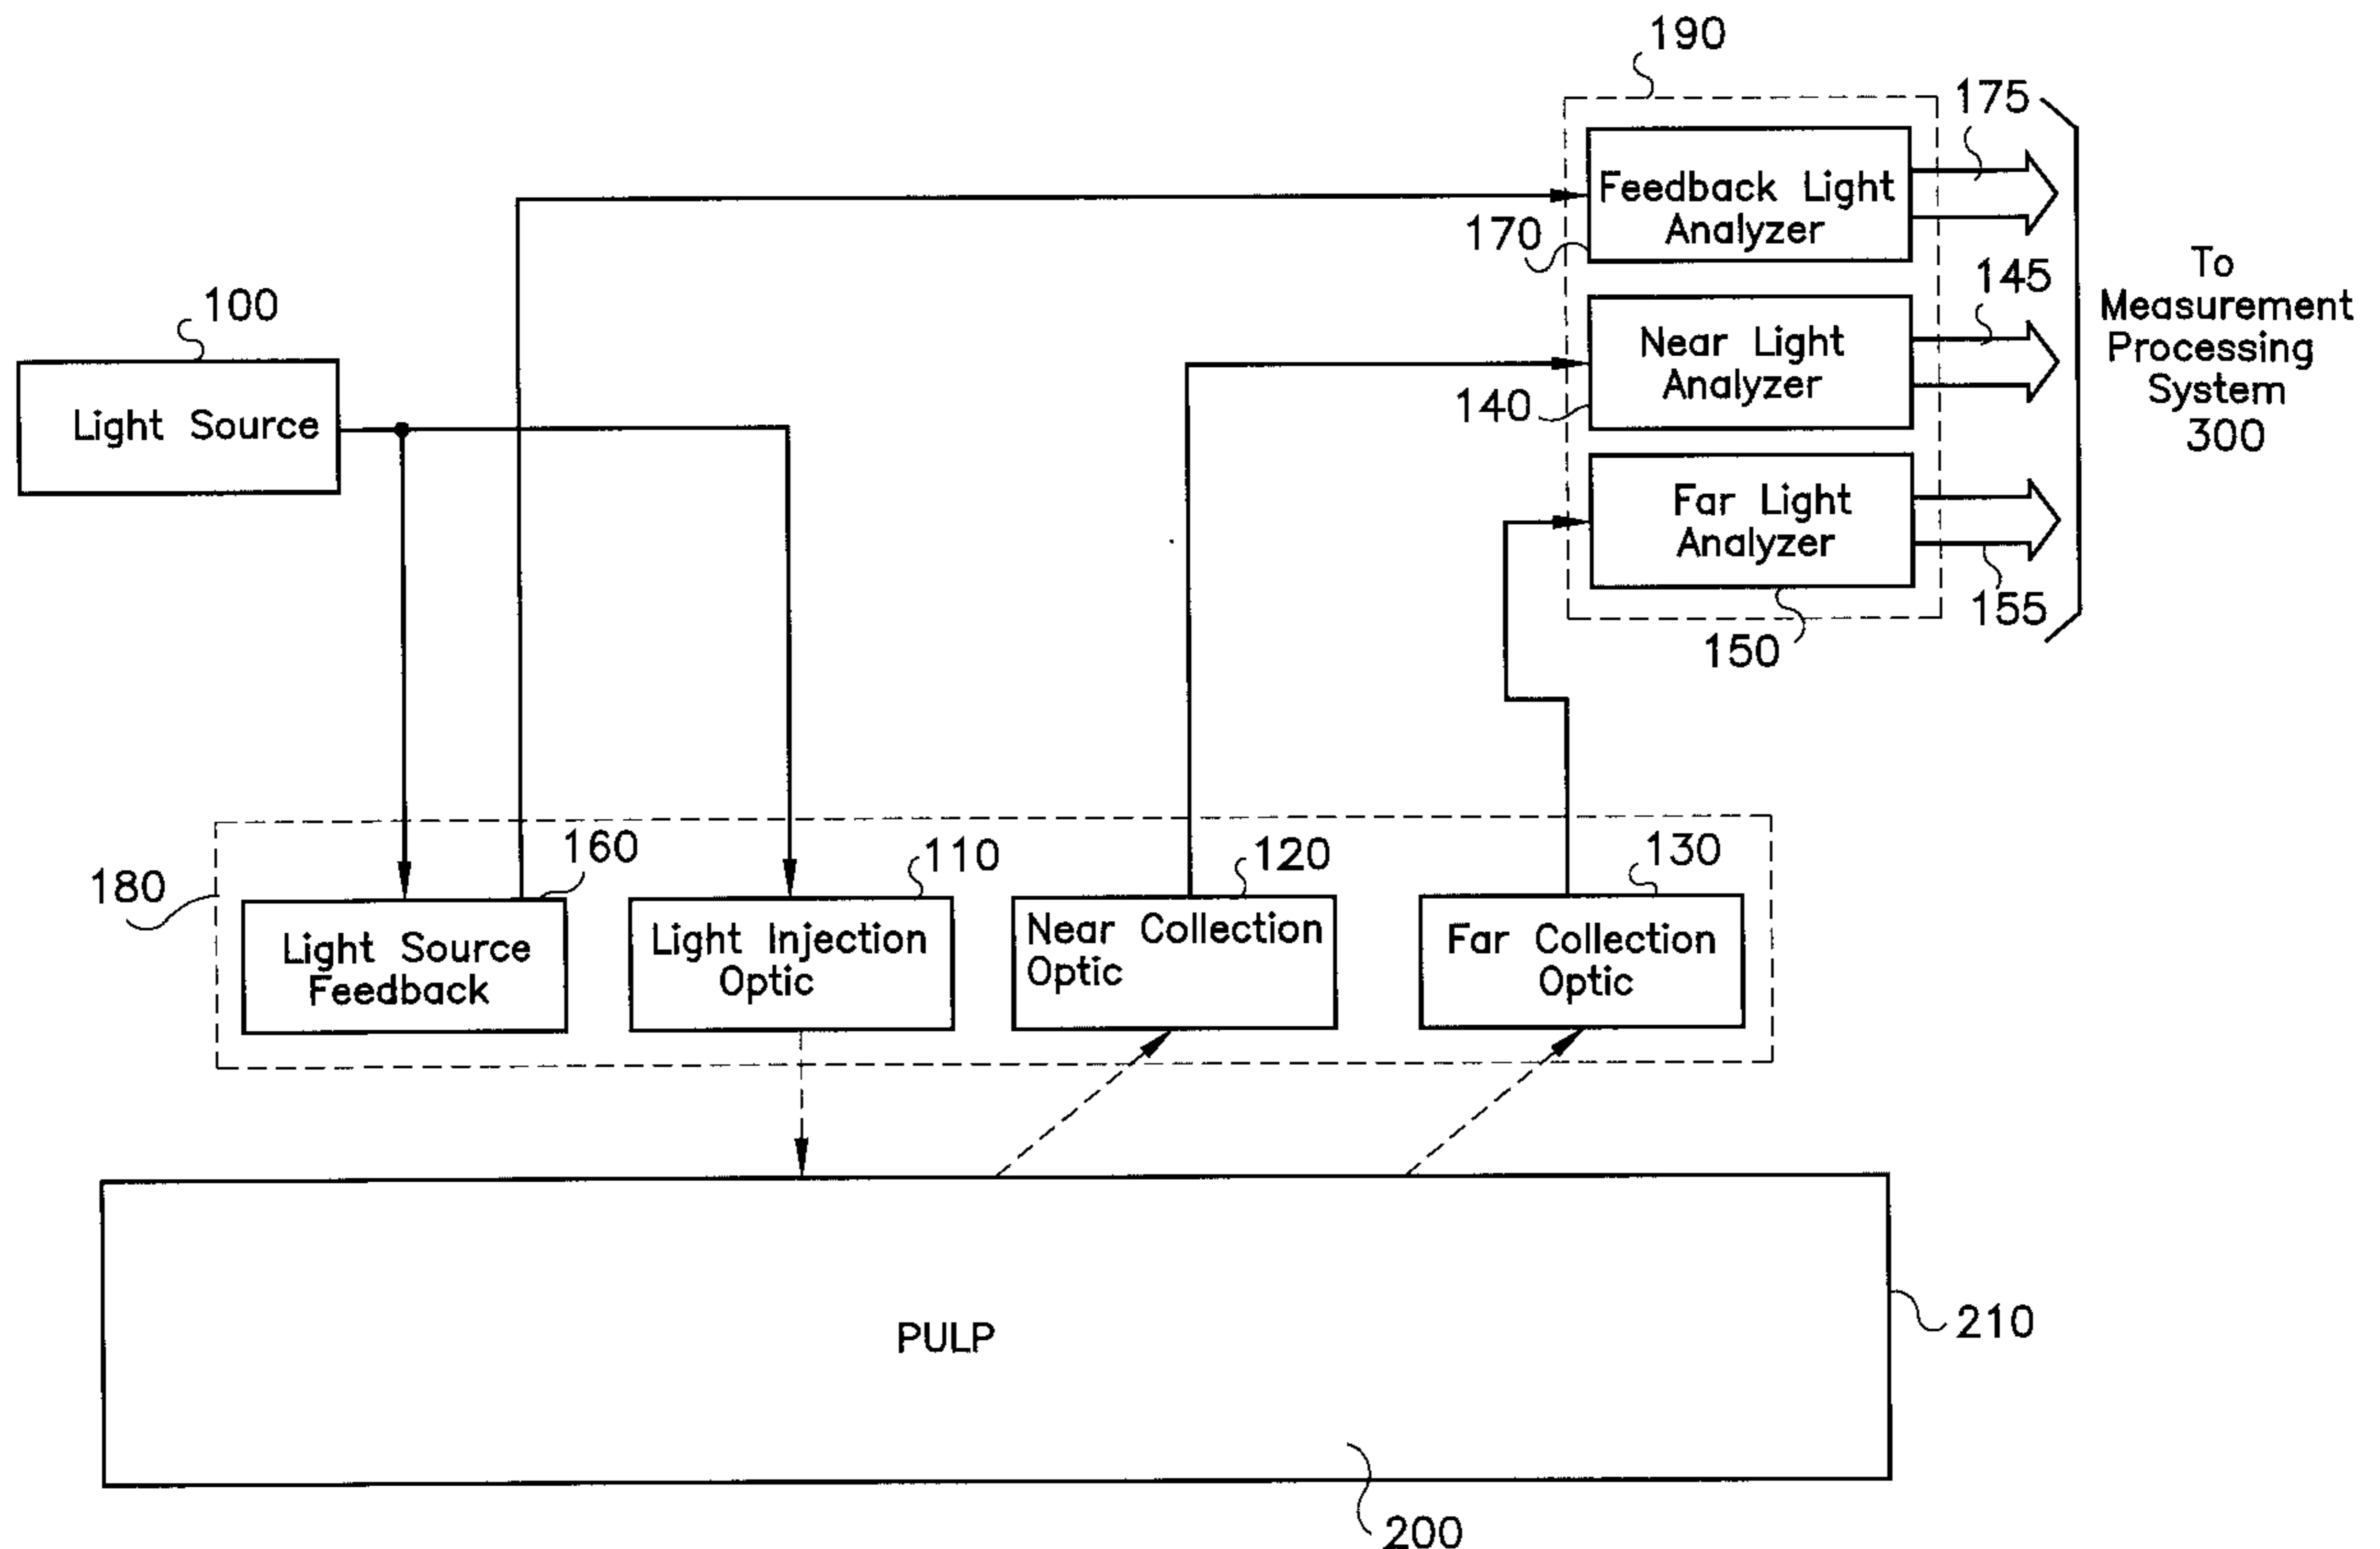 190
175
Feedback Light
Analyzer
170
145
To
Measurement
Processing
System
300
100
Light Source
Near Light
Analyzer
140
Far Light
Analyzer
155
150
180
160
110
120
130
Light Source
Feedback
Light Injection
Optic
Near Collection
Optic
Far Collection
Optic
PULP
210
200